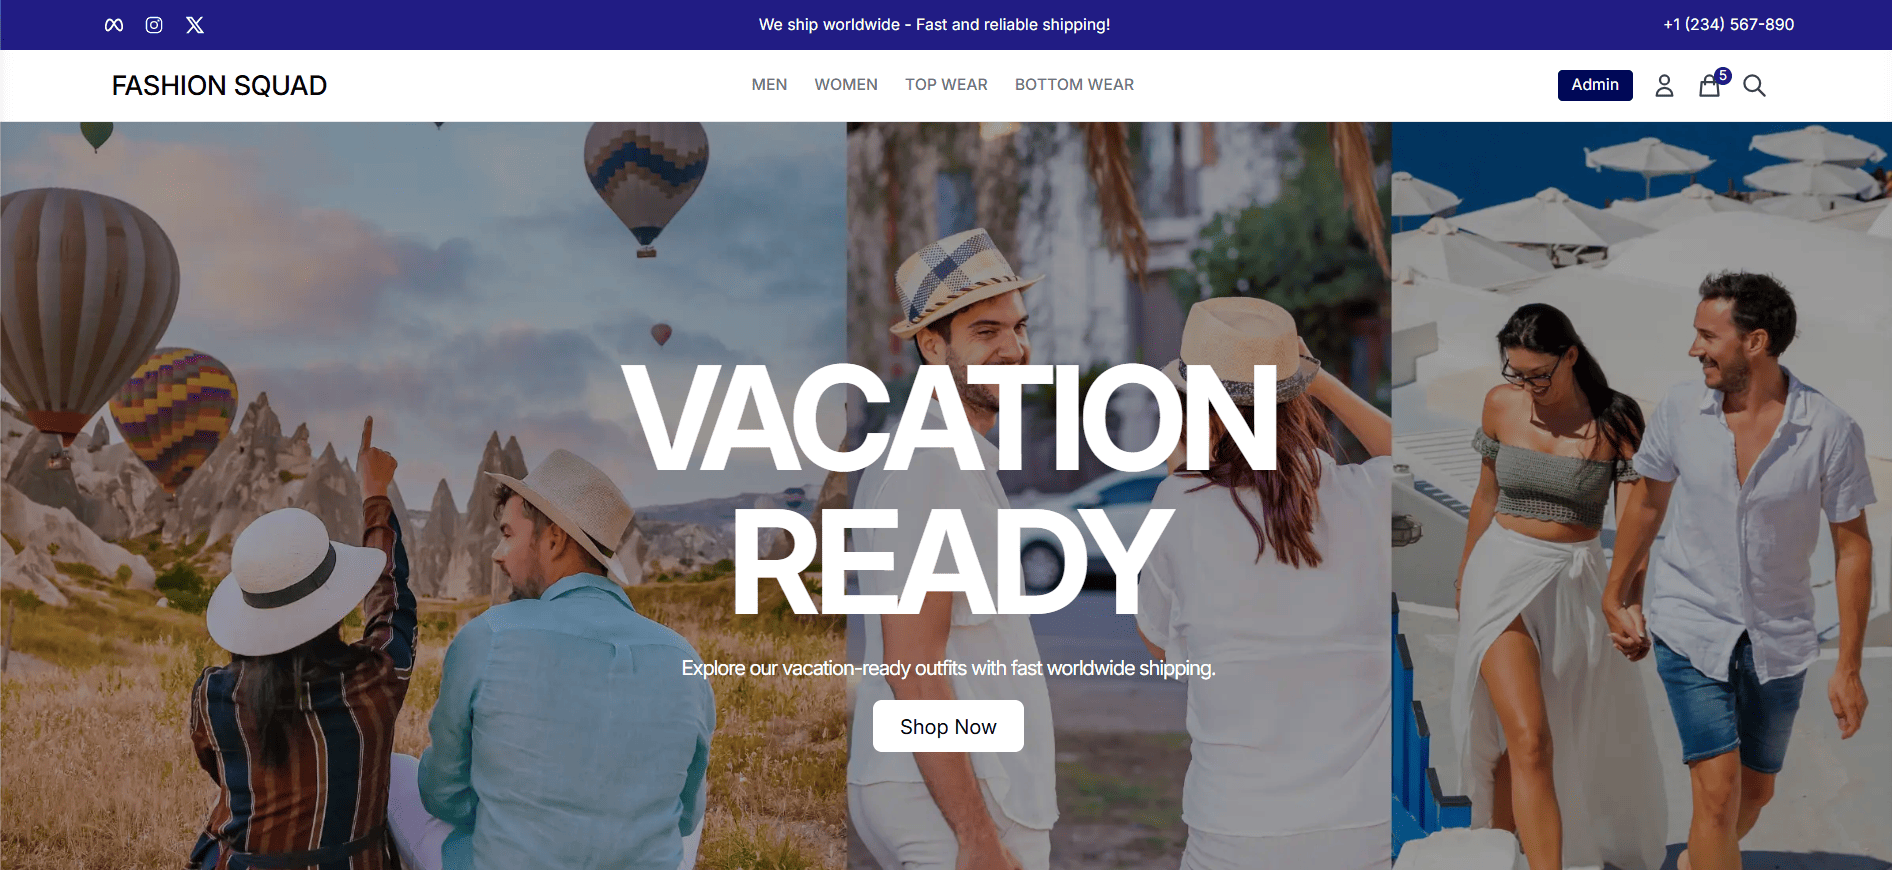 We ship worldwide - Fast and reliable shipping!
+1 (234) 567-890
FASHION SQUAD
MEN
WOMEN
TOP WEAR
BOTTOM WEAR
Admin
5
VACATION
READY
Explore our vacation-ready outfits with fast worldwide shipping.
Shop Now